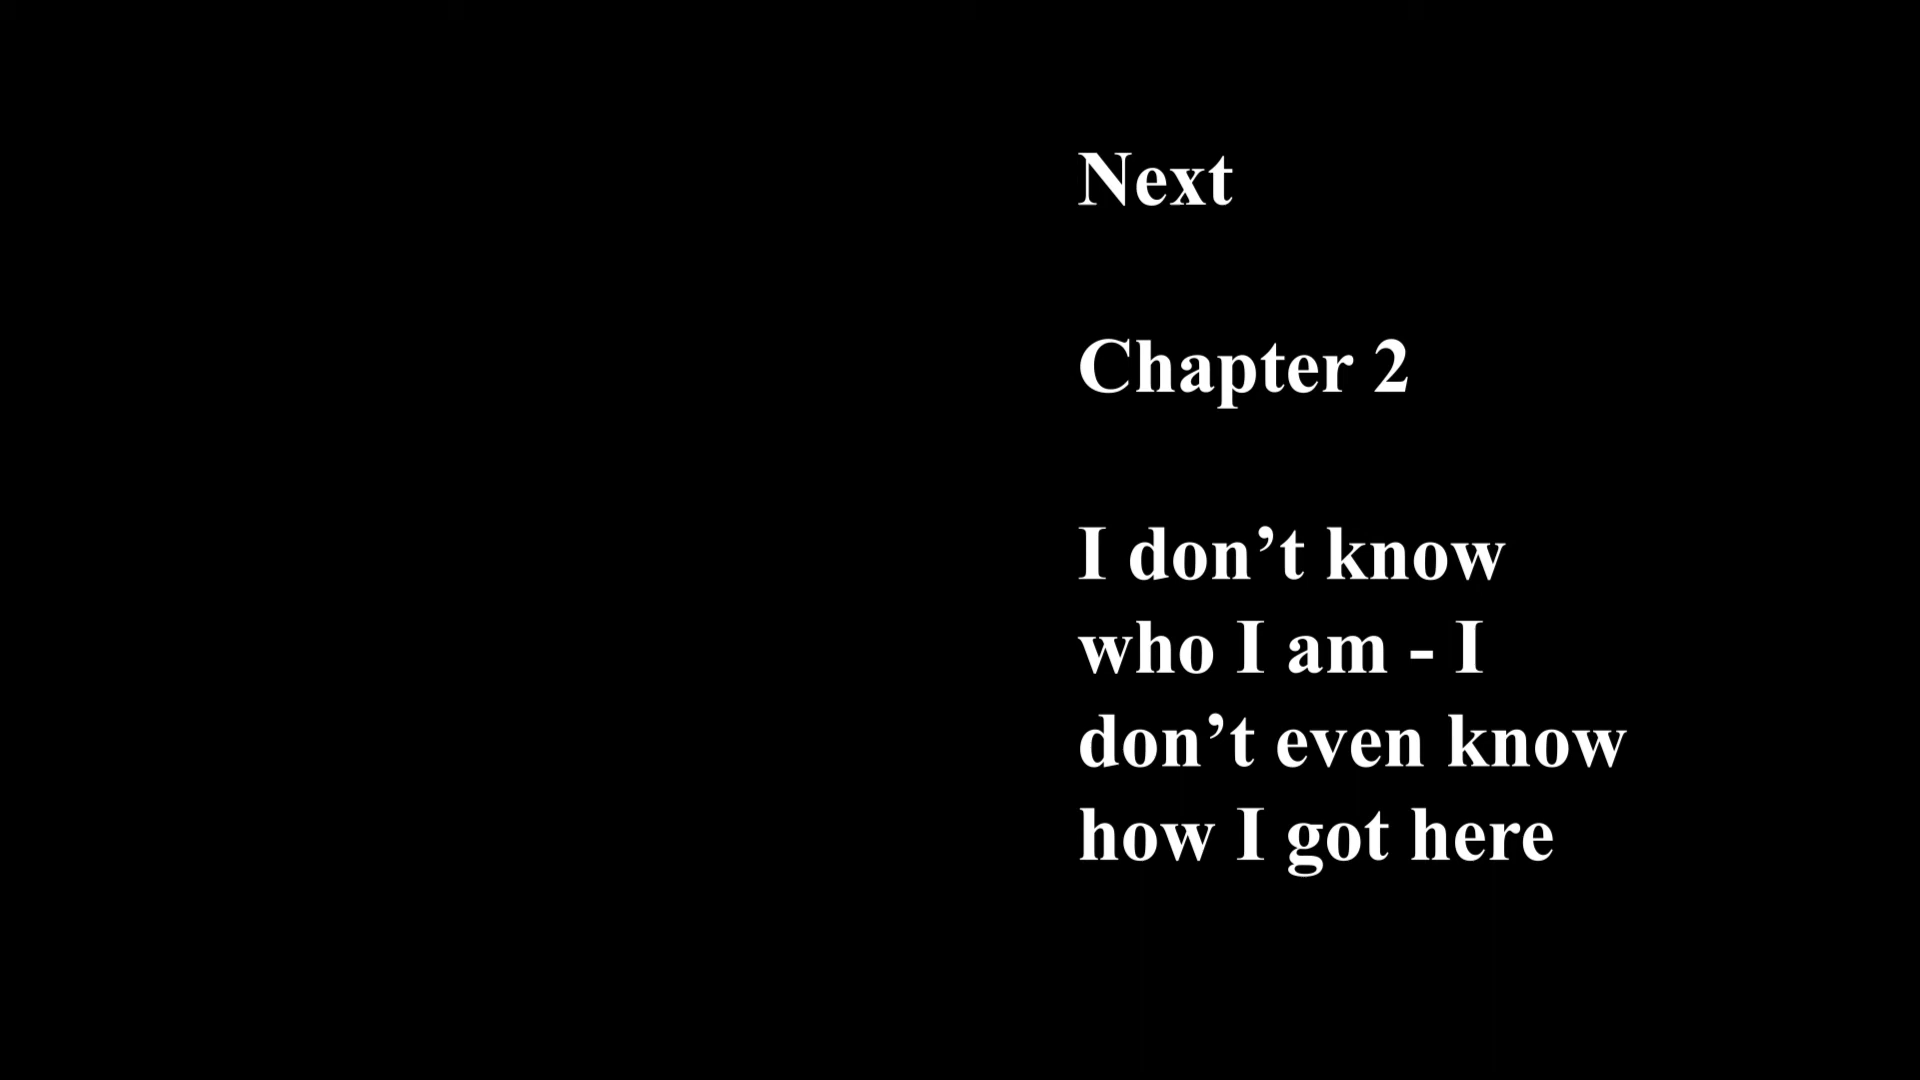 Next
Chapter 2
I don’t know
who I am - I
don’t even know
how I got here